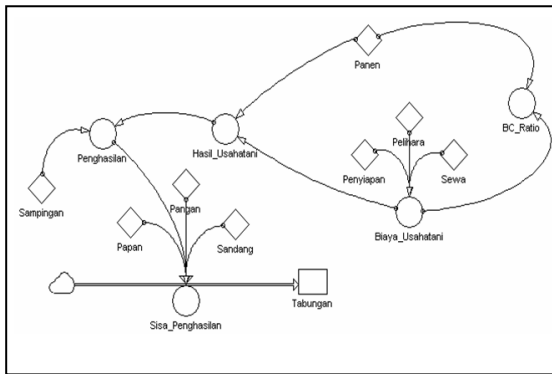 Panen
BC_Ratio
Penghasilan
Hasil_Usahatani
Pelihara
Penyiapan
Sewa
Sampingan
Pangan
Papan
Sandang
Biaya_Usahatani
Tabungan
Sisa_Penghasilan